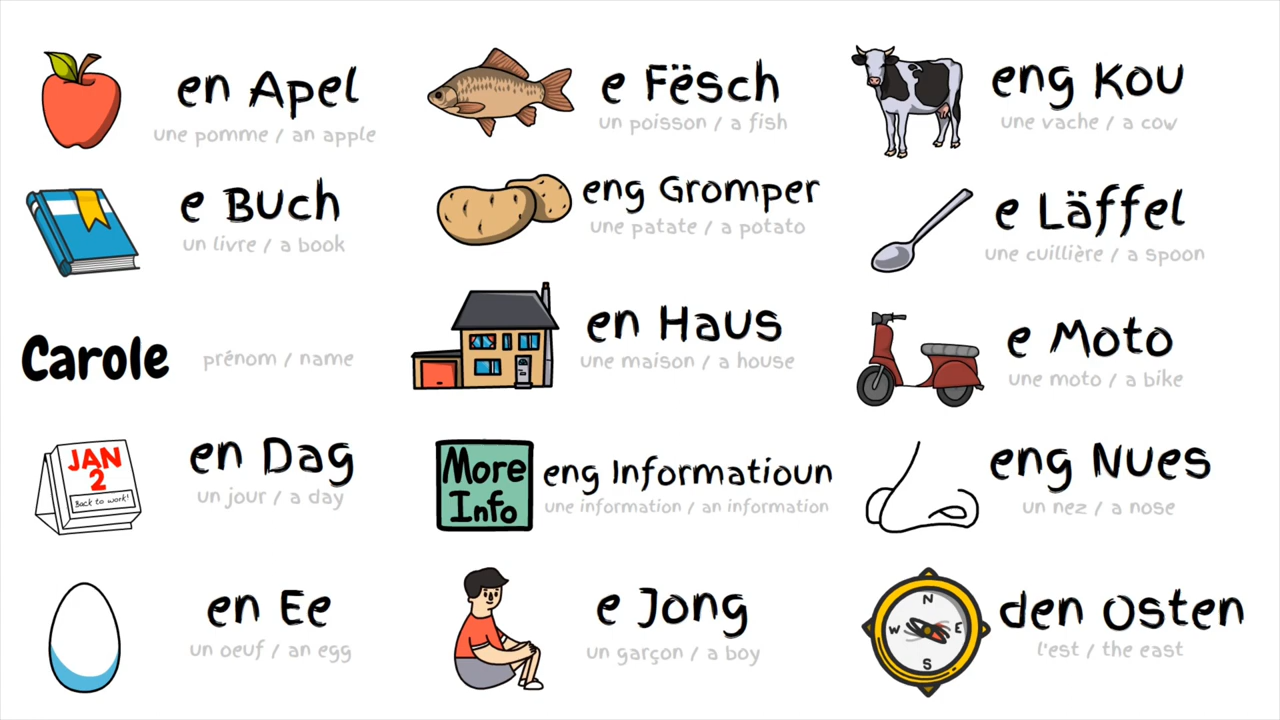 en Apel
une pomme / an apple
e Buch
un livre / a book
Carole
prénom / name
JAN
2
Back to work!
en Dag
un jour / a day
en Ee
un oeuf / an egg
e Fësch
un poisson / a fish
eng Gromper
une patate / a potato
en Haus
une maison / a house
More
Info
eng Informatioun
une information / an information
e Jong
un garçon / a boy
eng Kou
une vache / a cow
e Läffel
une cuillière / a spoon
e Moto
une moto / a bike
eng Nues
un nez / a nose
N
W
E
S
den Osten
l'est / the east